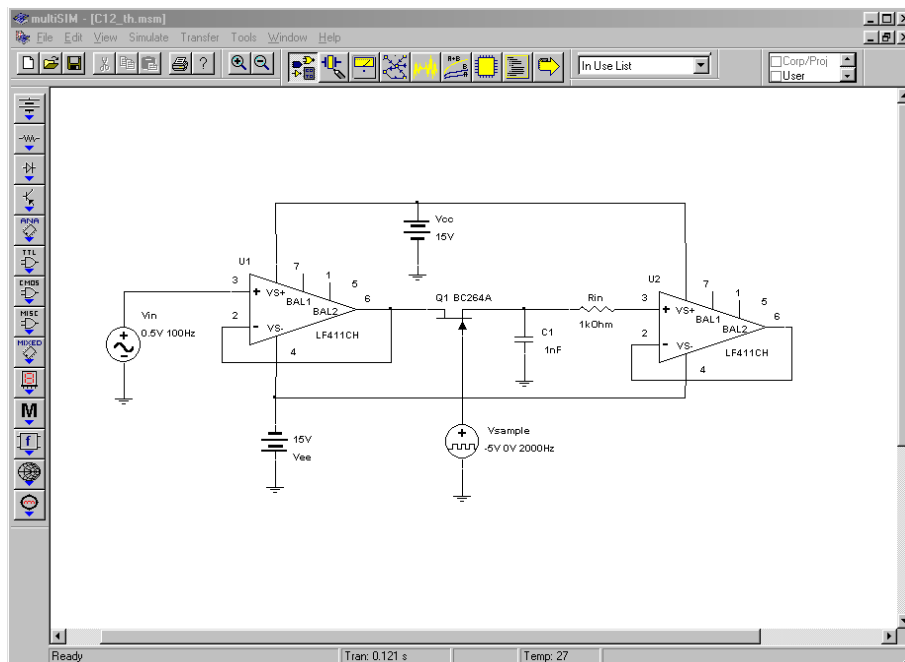 multiSIM - [C12_th.msm]
File Edit View Simulate Transfer Tools Window Help
In Use List
Corp/Proj
User
ANA
TTL
CMOS
MISC
MIXED
M
f
A+B
B
A
?
Vcc
15V
U1
3
VS+
7
BAL1
1
BAL2
5
6
2
VS-
4
LF411CH
Vin
0.5V 100Hz
Q1 BC264A
C1
1nF
Rin
1kOhm
U2
3
VS+
7
BAL1
1
BAL2
5
6
2
VS-
4
LF411CH
15V
Vee
Vsample
-5V 0V 2000Hz
Ready
Tran: 0.121 s
Temp: 27